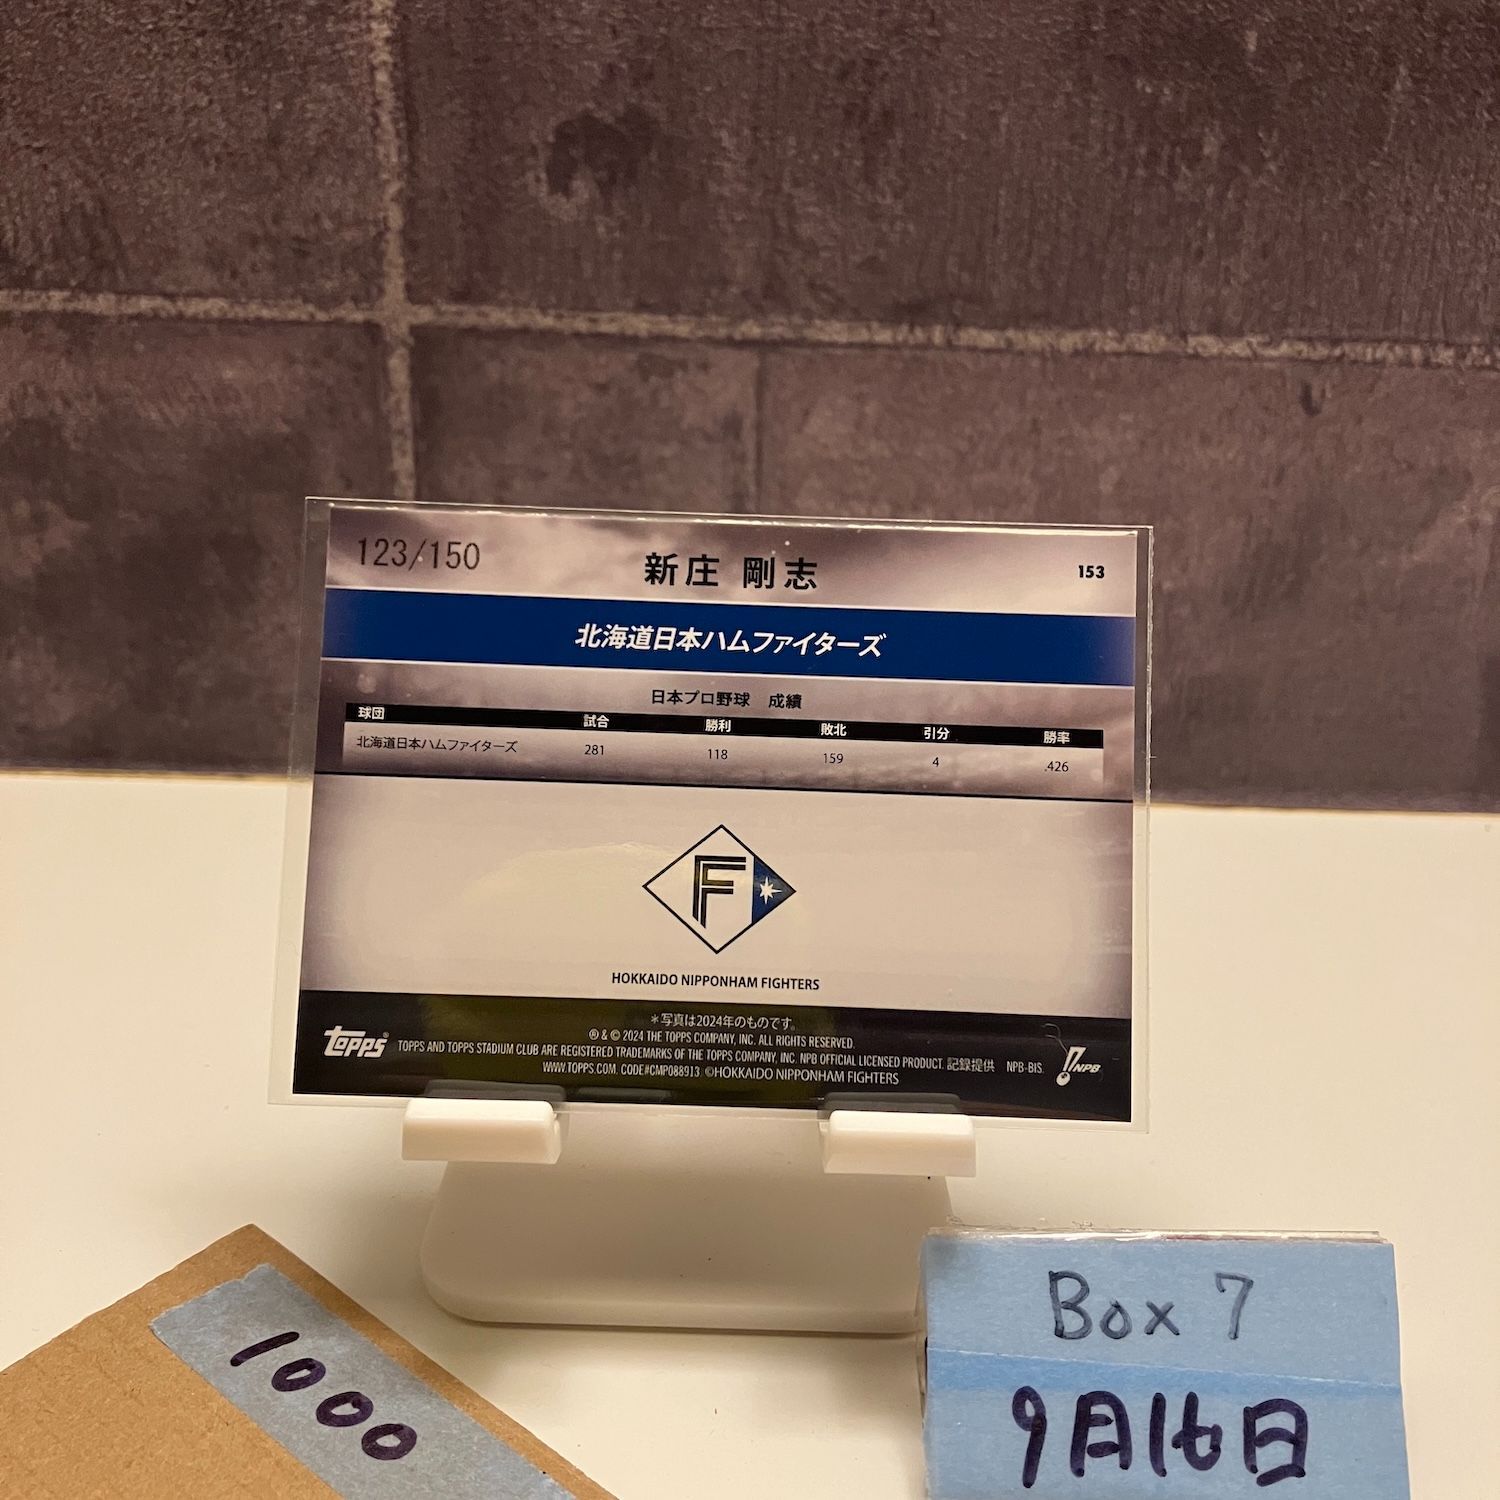 123/150
新庄 剛志
153
北海道日本ハムファイターズ
日本プロ野球 成績
球団 試合 勝利 敗北 引分 勝率
北海道日本ハムファイターズ 281 118 159 4 .426
F
HOKKAIDO NIPPONHAM FIGHTERS
＊写真は2024年のものです。
® & © 2024 THE TOPPS COMPANY, INC. ALL RIGHTS RESERVED.
TOPPS AND TOPPS STADIUM CLUB ARE REGISTERED TRADEMARKS OF THE TOPPS COMPANY, INC. NPB OFFICIAL LICENSED PRODUCT. 記録提供 NPB-BIS
WWW.TOPPS.COM. CODE#CMP088913. ©HOKKAIDO NIPPONHAM FIGHTERS
topps®
NPB
1000
Box 7
9月16日